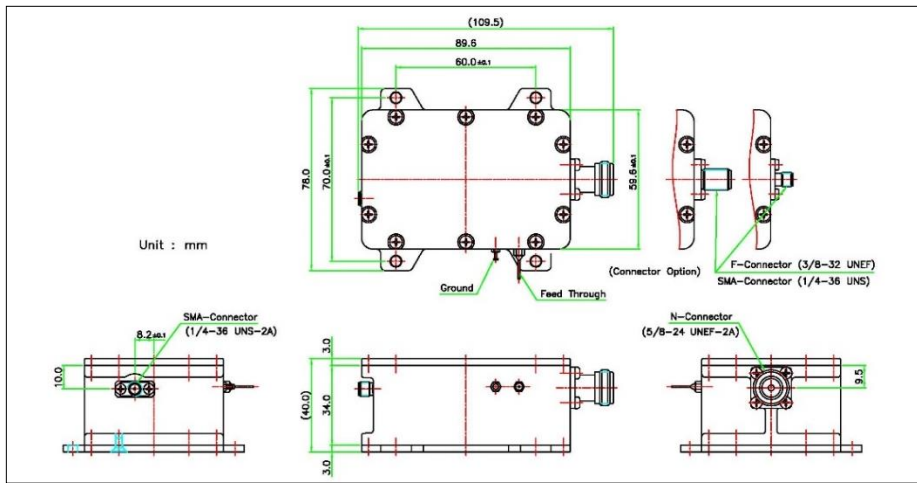 (109.5)
89.6
60.0±0.1
78.0
70.0±0.1
59.6±0.1
Unit : mm
Ground
Feed Through
(Connector Option)
F-Connector (3/8-32 UNEF)
SMA-Connector (1/4-36 UNS)
SMA-Connector
(1/4-36 UNS-2A)
8.2±0.1
10.0
3.0
(40.0)
34.0
3.0
N-Connector
(5/8-24 UNEF-2A)
9.5